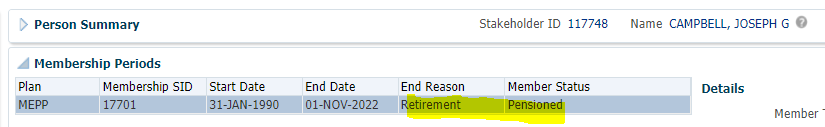 Person Summary Stakeholder ID 117748 Name CAMPBELL, JOSEPH G ?
Membership Periods
Plan Membership SID Start Date End Date End Reason Member Status
MEPP 17701 31-JAN-1990 01-NOV-2022 Retirement Pensioned
Details
Member T